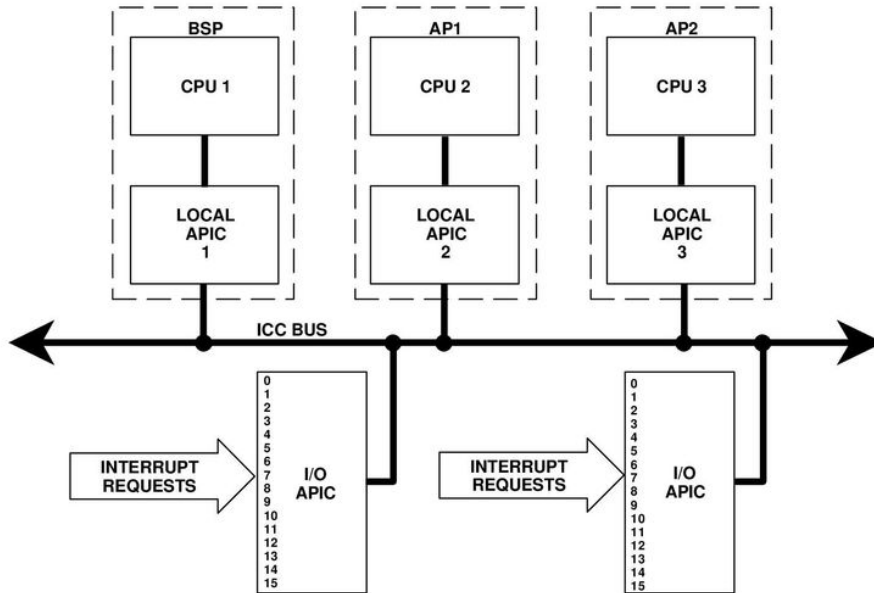 BSP
AP1
AP2
CPU 1
CPU 2
CPU 3
LOCAL
APIC
1
LOCAL
APIC
2
LOCAL
APIC
3
ICC BUS
INTERRUPT
REQUESTS
0
1
2
3
4
5
6
7
8
9
10
11
12
13
14
15
I/O
APIC
INTERRUPT
REQUESTS
0
1
2
3
4
5
6
7
8
9
10
11
12
13
14
15
I/O
APIC